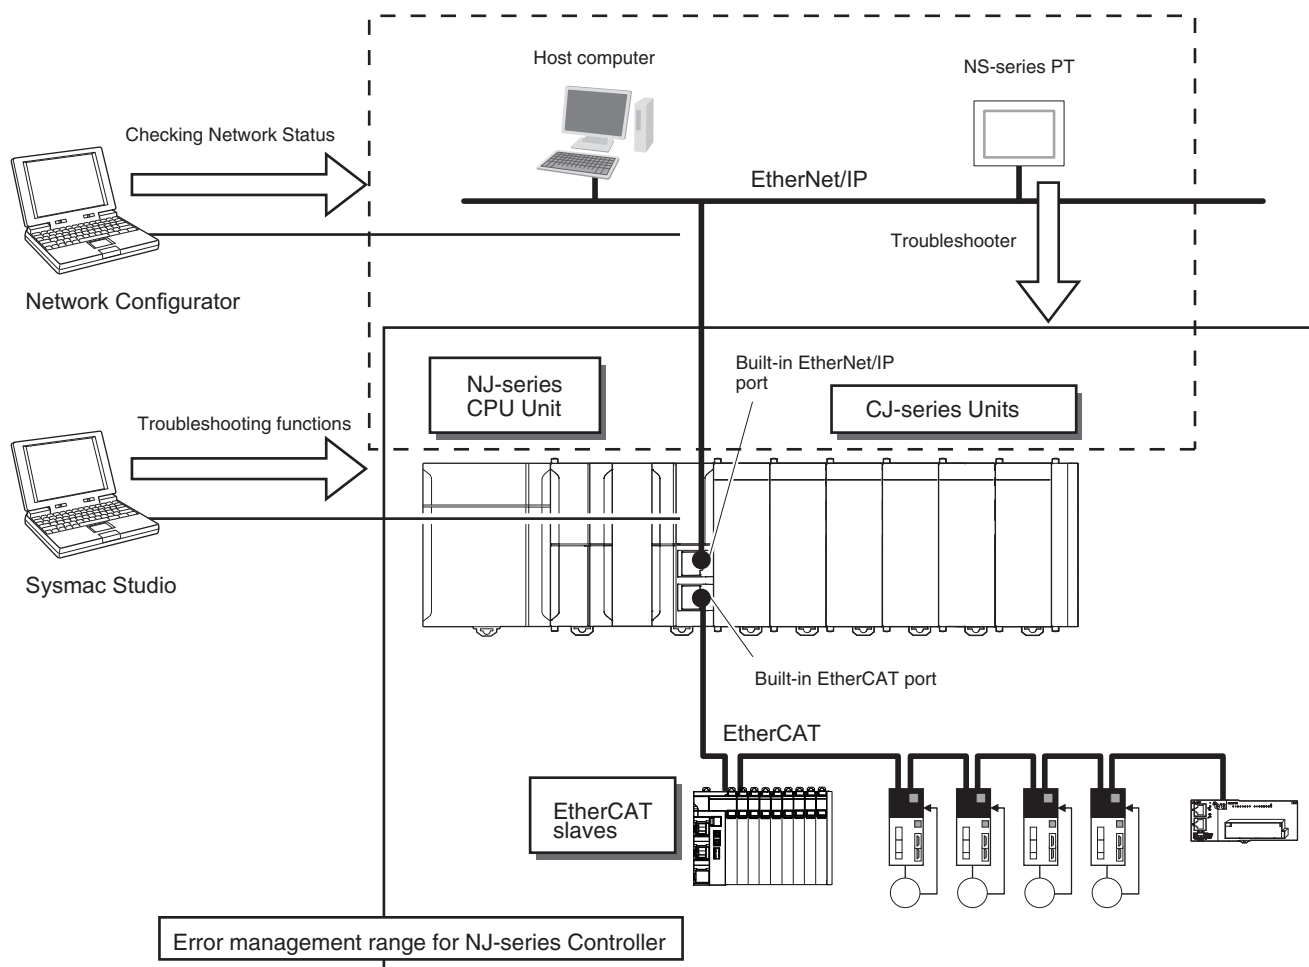 Host computer
NS-series PT
Checking Network Status
EtherNet/IP
Troubleshooter
Network Configurator
Built-in EtherNet/IP
port
NJ-series
CPU Unit
CJ-series Units
Troubleshooting functions
Sysmac Studio
Built-in EtherCAT port
EtherCAT
EtherCAT
slaves
Error management range for NJ-series Controller